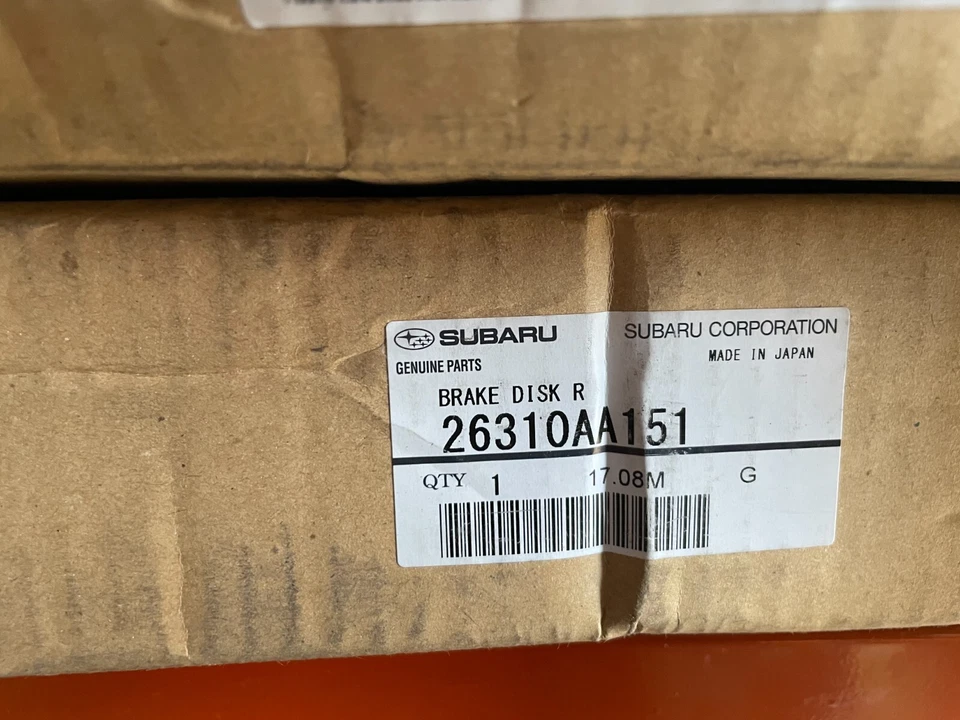 SUBARU
SUBARU CORPORATION
GENUINE PARTS
MADE IN JAPAN
BRAKE DISK R
26310AA151
QTY 1 17.08M G